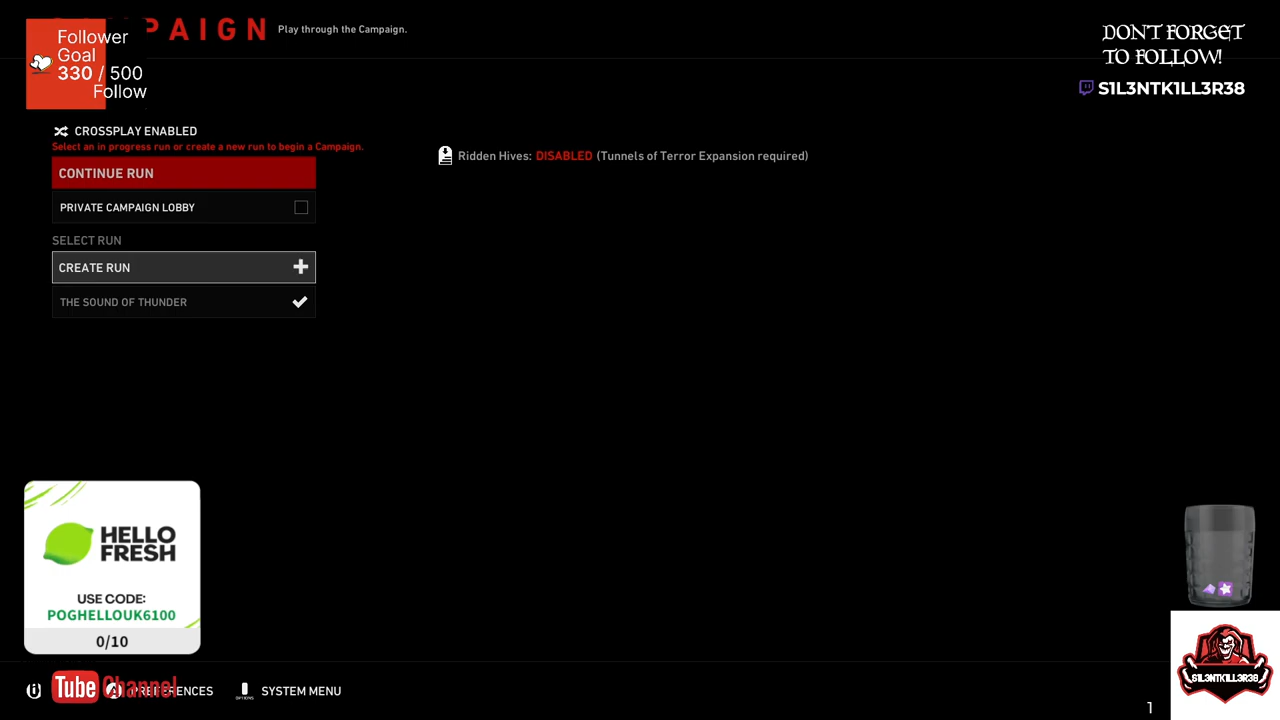 PAIGN
Play through the Campaign.
Follower
Goal
330 / 500
Follow
DON'T FORGET
TO FOLLOW!
S1L3NTK1LL3R38
CROSSPLAY ENABLED
Select an in progress run or create a new run to begin a Campaign.
CONTINUE RUN
PRIVATE CAMPAIGN LOBBY
SELECT RUN
CREATE RUN
THE SOUND OF THUNDER
Ridden Hives: DISABLED (Tunnels of Terror Expansion required)
HELLO
FRESH
USE CODE:
POGHELLOUK6100
0/10
Tube Channel
OPTIONS
SYSTEM MENU
1
S1L3NTK1LL3R38